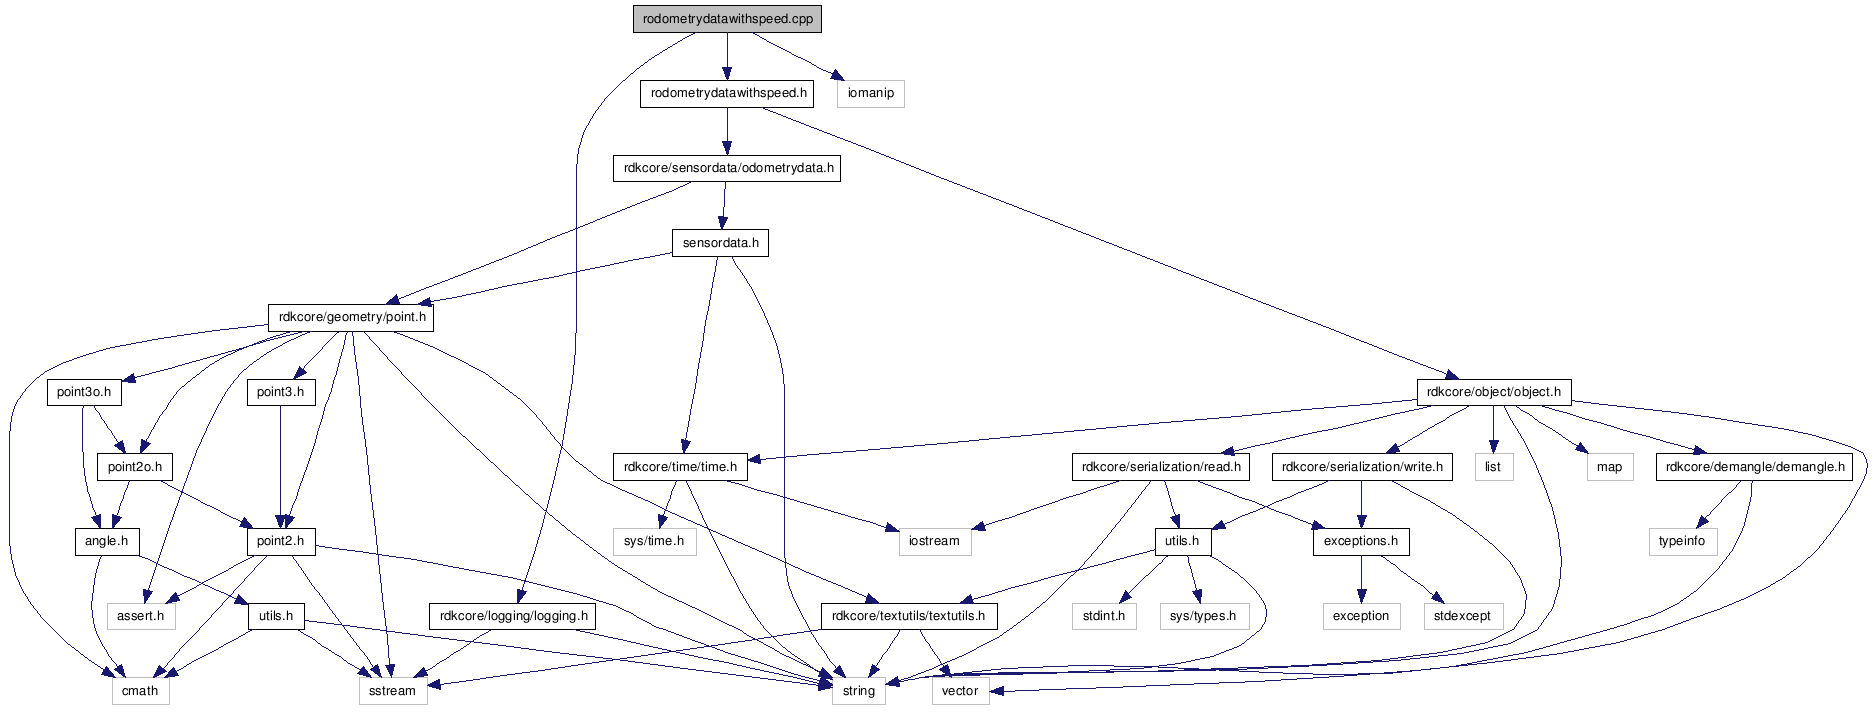 rodometrydatawithspeed.cpp
rodometrydatawithspeed.h
iomanip
rdkcore/sensordata/odometrydata.h
sensordata.h
rdkcore/geometry/point.h
point3o.h
point3.h
rdkcore/object/object.h
point2o.h
rdkcore/time/time.h
rdkcore/serialization/read.h
rdkcore/serialization/write.h
list
map
rdkcore/demangle/demangle.h
angle.h
point2.h
sys/time.h
iostream
utils.h
exceptions.h
typeinfo
assert.h
utils.h
rdkcore/logging/logging.h
rdkcore/textutils/textutils.h
stdint.h
sys/types.h
exception
stdexcept
cmath
sstream
string
vector